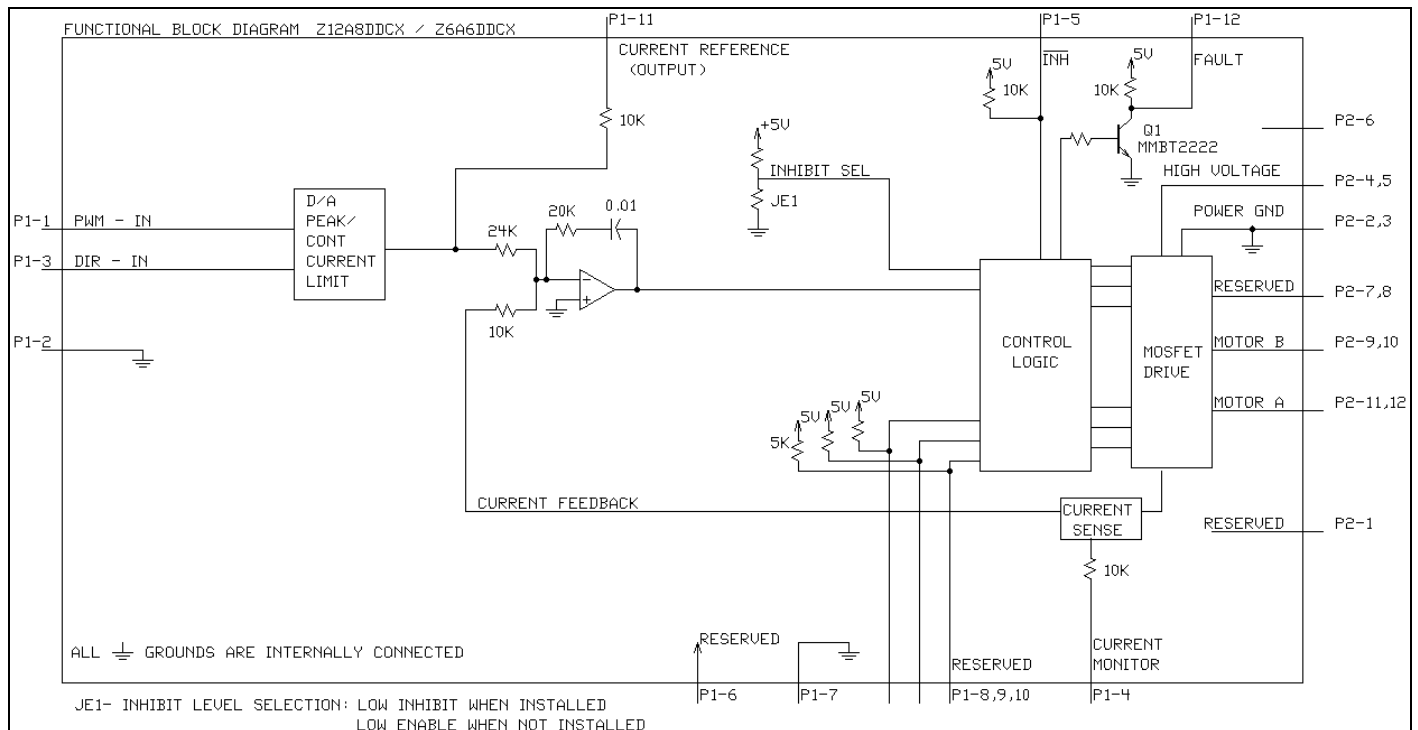 P1-11
P1-5
P1-12
FUNCTIONAL BLOCK DIAGRAM Z12A8DDCX / Z6A6DDCX
CURRENT REFERENCE
(OUTPUT)
10K
5V
10K
INH
5V
10K
FAULT
Q1
MMBT2222
P2-6
+5V
INHIBIT SEL
JE1
HIGH VOLTAGE
P2-4,5
POWER GND
P2-2,3
P1-1
PWM - IN
P1-3
DIR - IN
D/A
PEAK/
CONT
CURRENT
LIMIT
24K
20K
0.01
-
+
10K
RESERVED
P2-7,8
P1-2
CONTROL
LOGIC
MOSFET
DRIVE
MOTOR B
P2-9,10
MOTOR A
P2-11,12
5V
5V
5V
5K
CURRENT FEEDBACK
CURRENT
SENSE
RESERVED
P2-1
10K
ALL GROUNDS ARE INTERNALLY CONNECTED
RESERVED
RESERVED
CURRENT
MONITOR
P1-6
P1-7
P1-8,9,10
P1-4
JE1- INHIBIT LEVEL SELECTION: LOW INHIBIT WHEN INSTALLED
LOW ENABLE WHEN NOT INSTALLED